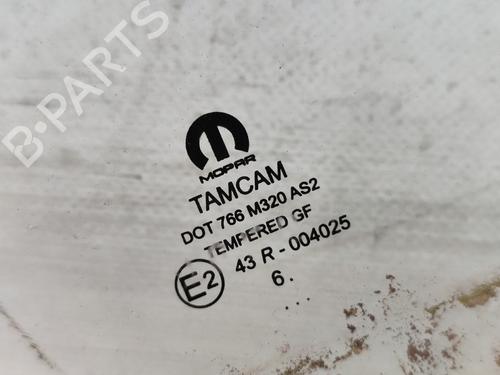 B-PARTS
MOPAR
TAMCAM
DOT 766 M320 AS2
TEMPERED GF
E2 43 R - 004025
6.
...